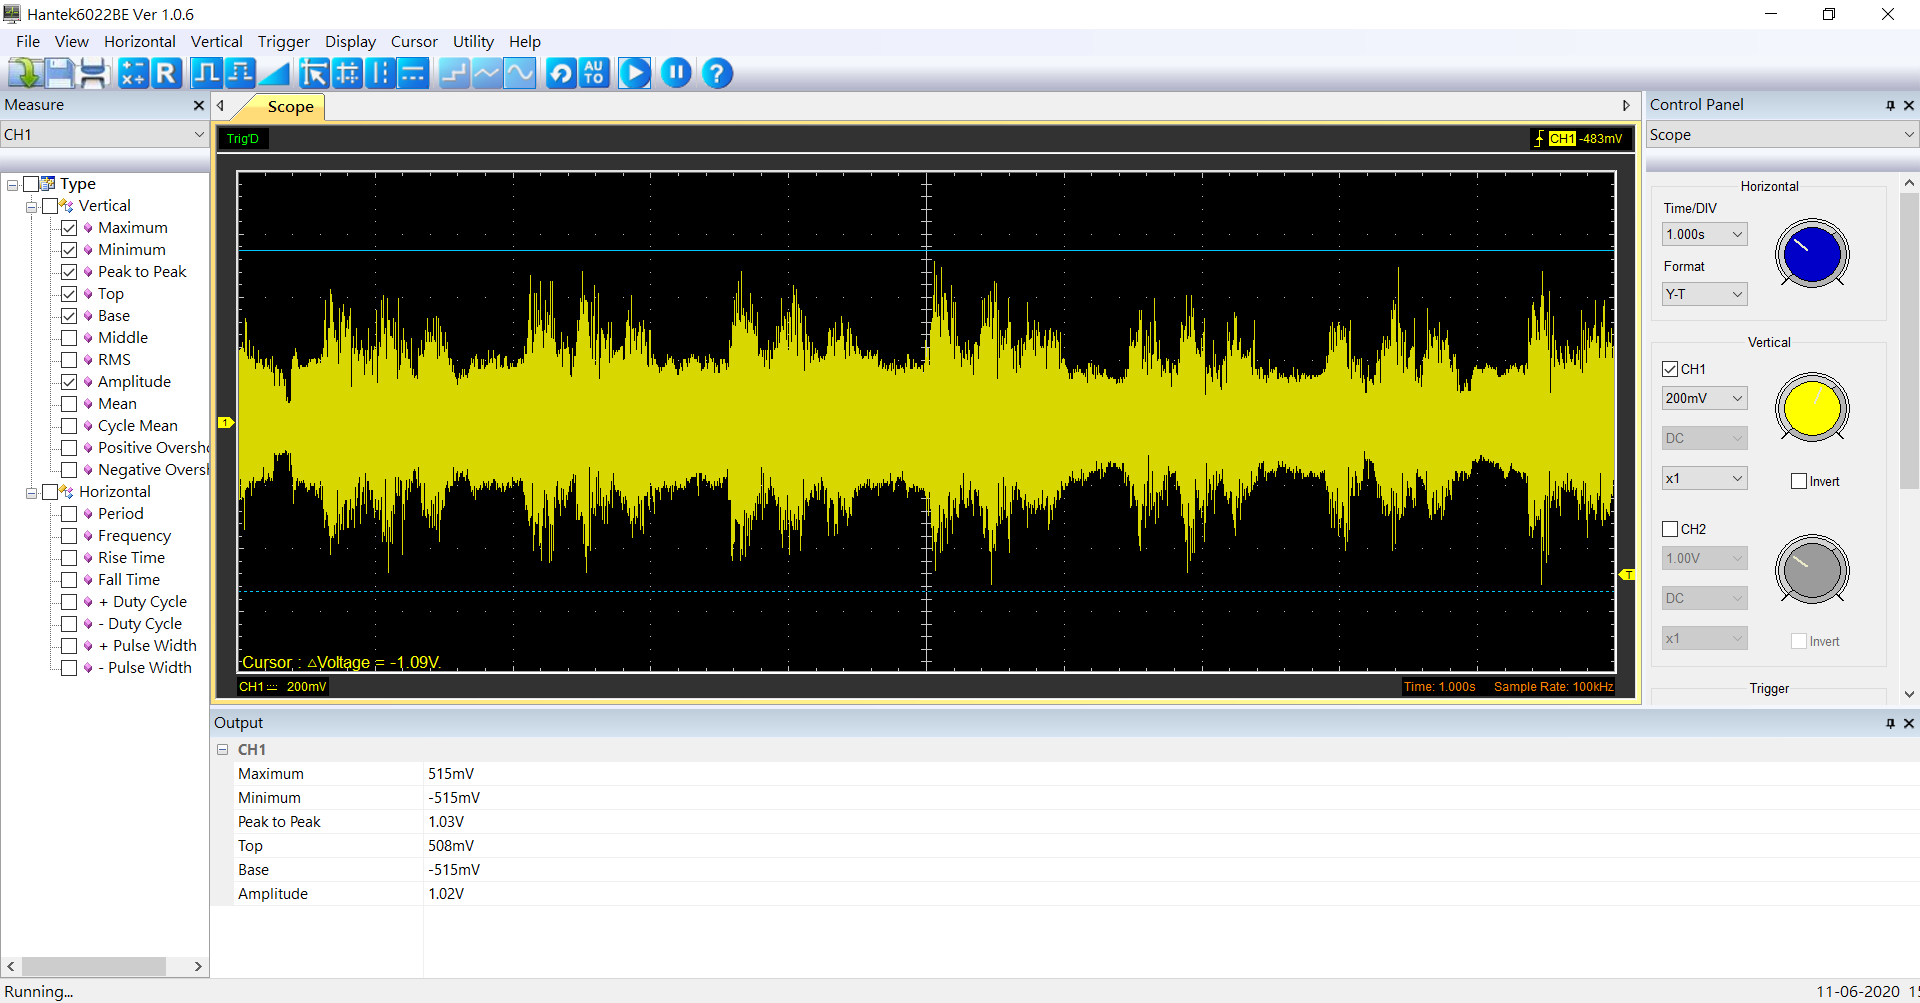 Hantek6022BE Ver 1.0.6
File View Horizontal Vertical Trigger Display Cursor Utility Help
R AU TO ?
Measure
CH1
Type
Vertical
Maximum
Minimum
Peak to Peak
Top
Base
Middle
RMS
Amplitude
Mean
Cycle Mean
Positive Oversho
Negative Oversh
Horizontal
Period
Frequency
Rise Time
Fall Time
+ Duty Cycle
- Duty Cycle
+ Pulse Width
- Pulse Width
Scope
Trig'D
CH1 -483mV
1
T
Cursor : △Voltage = -1.09V
CH1 200mV
Time: 1.000s Sample Rate: 100kHz
Control Panel
Scope
Horizontal
Time/DIV
1.000s
Format
Y-T
Vertical
CH1
200mV
DC
x1
Invert
CH2
1.00V
DC
x1
Invert
Trigger
Output
CH1
Maximum 515mV
Minimum -515mV
Peak to Peak 1.03V
Top 508mV
Base -515mV
Amplitude 1.02V
Running...
11-06-2020 15